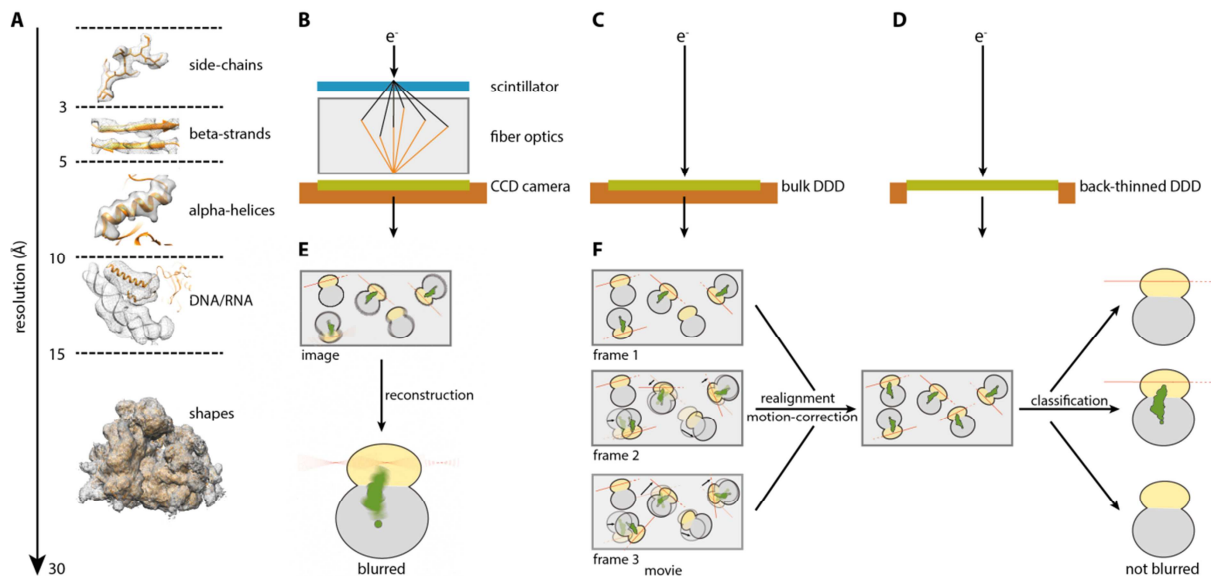 A
resolution (Å)
side-chains
3
beta-strands
5
alpha-helices
10
DNA/RNA
15
shapes
30
B
e-
scintillator
fiber optics
CCD camera
C
e-
bulk DDD
D
e-
back-thinned DDD
E
image
reconstruction
blurred
F
frame 1
frame 2
frame 3
movie
realignment
motion-correction
classification
not blurred